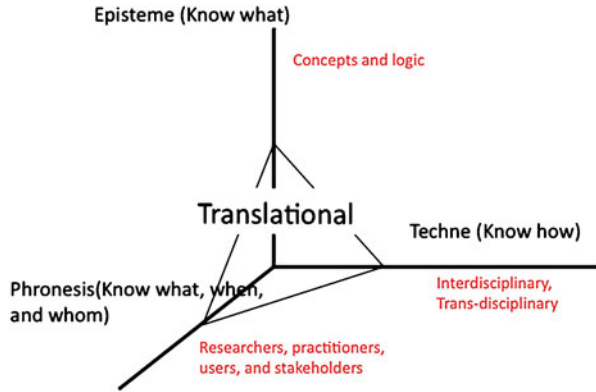 Episteme (Know what)
Concepts and logic
Translational
Techne (Know how)
Phronesis(Know what, when,
and whom)
Interdisciplinary,
Trans-disciplinary
Researchers, practitioners,
users, and stakeholders